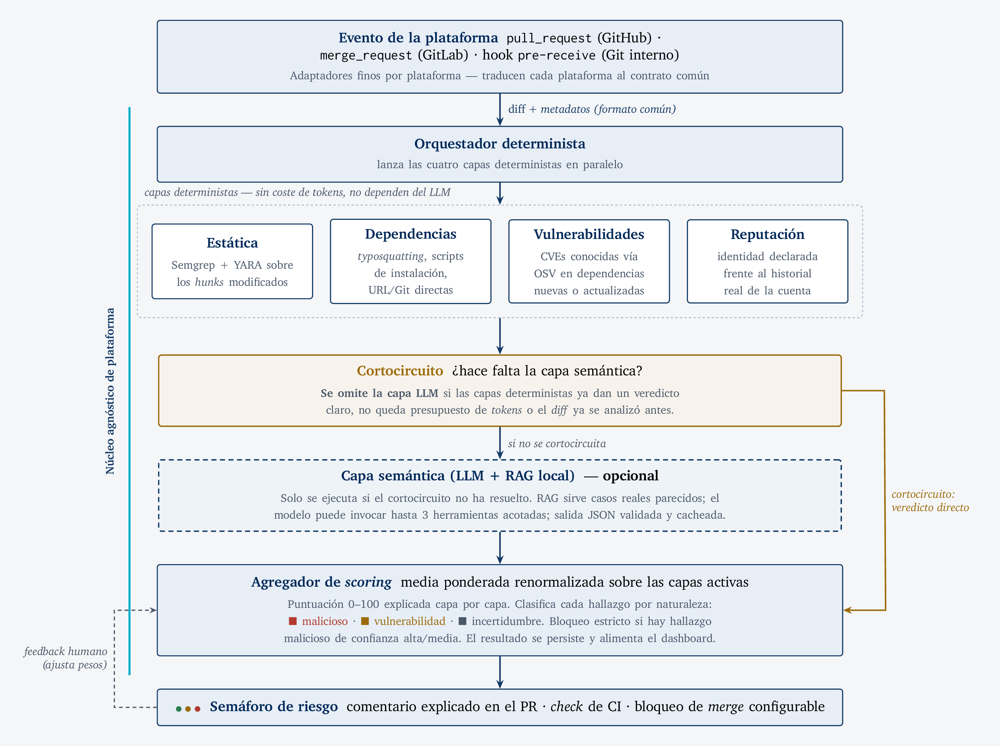 Evento de la plataforma pull_request (GitHub) ·
merge_request (GitLab) · hook pre-receive (Git interno)
Adaptadores finos por plataforma — traducen cada plataforma al contrato común
diff + metadatos (formato común)
Orquestador determinista
lanza las cuatro capas deterministas en paralelo
capas deterministas — sin coste de tokens, no dependen del LLM
Estática
Semgrep + YARA sobre
los hunks modificados
Dependencias
typosquatting, scripts
de instalación,
URL/Git directas
Vulnerabilidades
CVEs conocidas vía
OSV en dependencias
nuevas o actualizadas
Reputación
identidad declarada
frente al historial
real de la cuenta
Núcleo agnóstico de plataforma
Cortocircuito ¿hace falta la capa semántica?
Se omite la capa LLM si las capas deterministas ya dan un veredicto
claro, no queda presupuesto de tokens o el diff ya se analizó antes.
si no se cortocircuita
Capa semántica (LLM + RAG local) — opcional
Solo se ejecuta si el cortocircuito no ha resuelto. RAG sirve casos reales parecidos; el
modelo puede invocar hasta 3 herramientas acotadas; salida JSON validada y cacheada.
cortocircuito:
veredicto directo
Agregador de scoring media ponderada renormalizada sobre las capas activas
Puntuación 0–100 explicada capa por capa. Clasifica cada hallazgo por naturaleza:
■ malicioso · ■ vulnerabilidad · ■ incertidumbre. Bloqueo estricto si hay hallazgo
malicioso de confianza alta/media. El resultado se persiste y alimenta el dashboard.
feedback humano
(ajusta pesos)
Semáforo de riesgo comentario explicado en el PR · check de CI · bloqueo de merge configurable